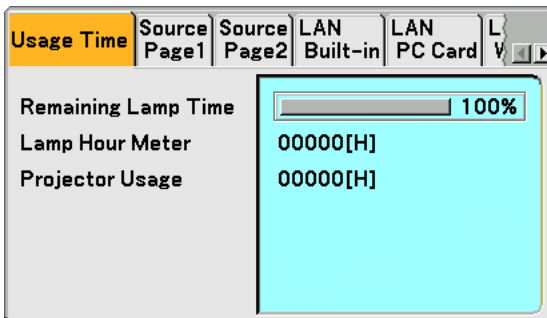 Usage Time
Source Page1
Source Page2
LAN Built-in
LAN PC Card
Remaining Lamp Time 100%
Lamp Hour Meter 00000[H]
Projector Usage 00000[H]